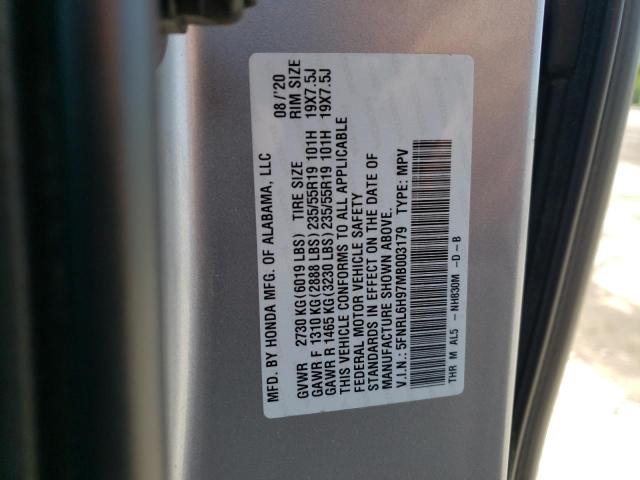 MFD. BY HONDA MFG. OF ALABAMA, LLC 08/'20
GVWR 2730 KG(6019 LBS) TIRE SIZE RIM SIZE
GAWR F 1310 KG(2888 LBS) 235/55R19 101H 19X7.5J
GAWR R 1465 KG(3230 LBS) 235/55R19 101H 19X7.5J
THIS VEHICLE CONFORMS TO ALL APPLICABLE
FEDERAL MOTOR VEHICLE SAFETY
STANDARDS IN EFFECT ON THE DATE OF
MANUFACTURE SHOWN ABOVE.
V.I.N.: 5FNRL6H97MB003179 TYPE: MPV
THR M AL5 - NH830M -D-B